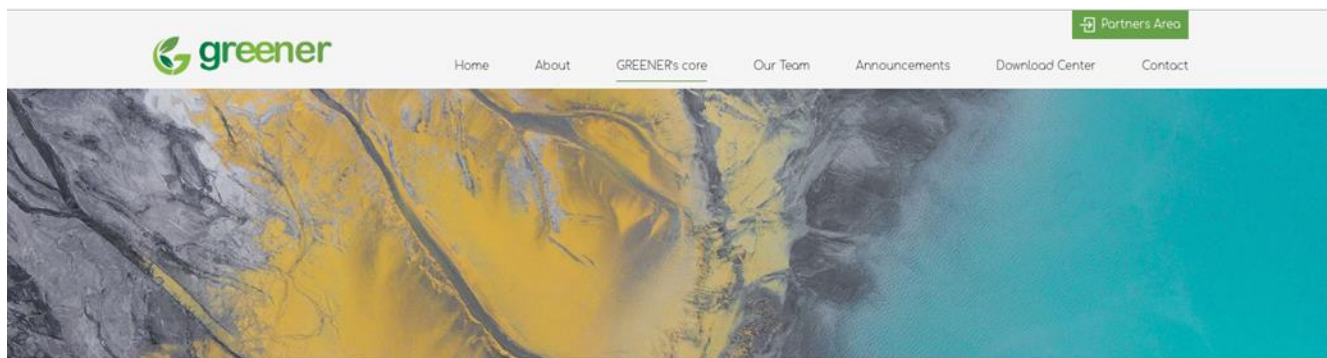 Partners Area
greener
Home About GREENER's core Our Team Announcements Download Center Contact